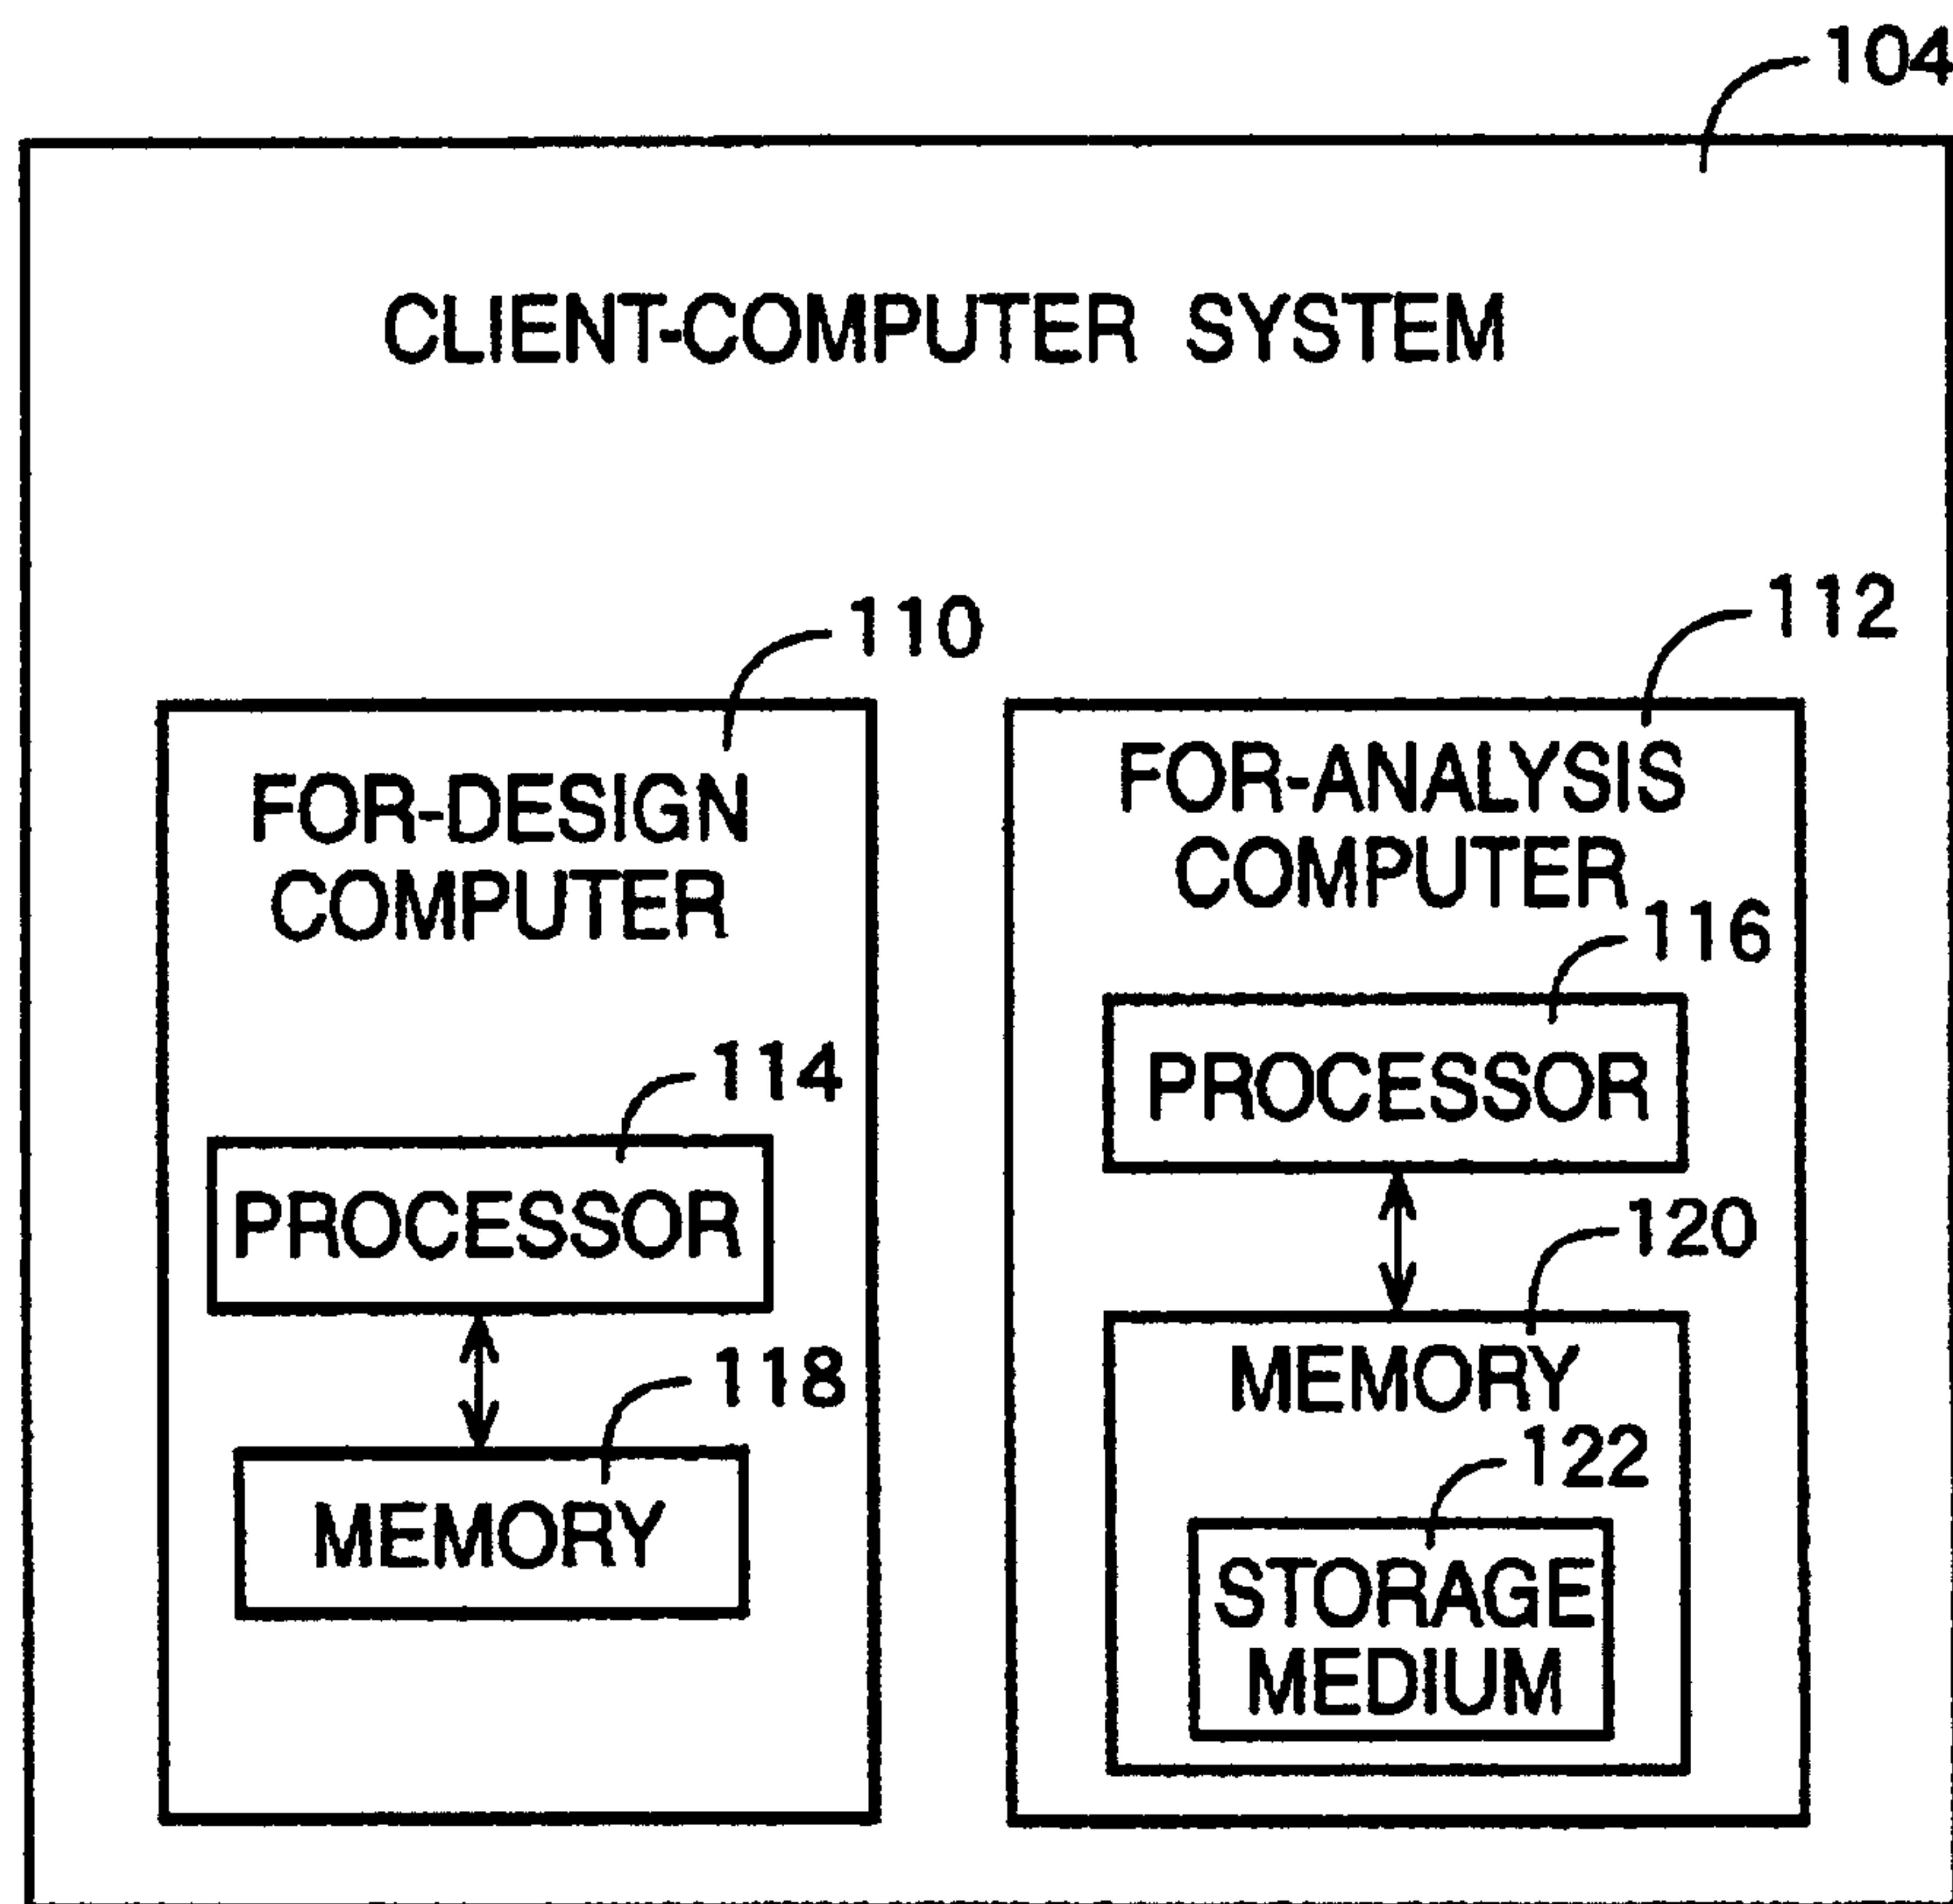 104
CLIENT-COMPUTER SYSTEM
110
FOR-DESIGN
COMPUTER
114
PROCESSOR
118
MEMORY
112
FOR-ANALYSIS
COMPUTER
116
PROCESSOR
120
MEMORY
122
STORAGE
MEDIUM